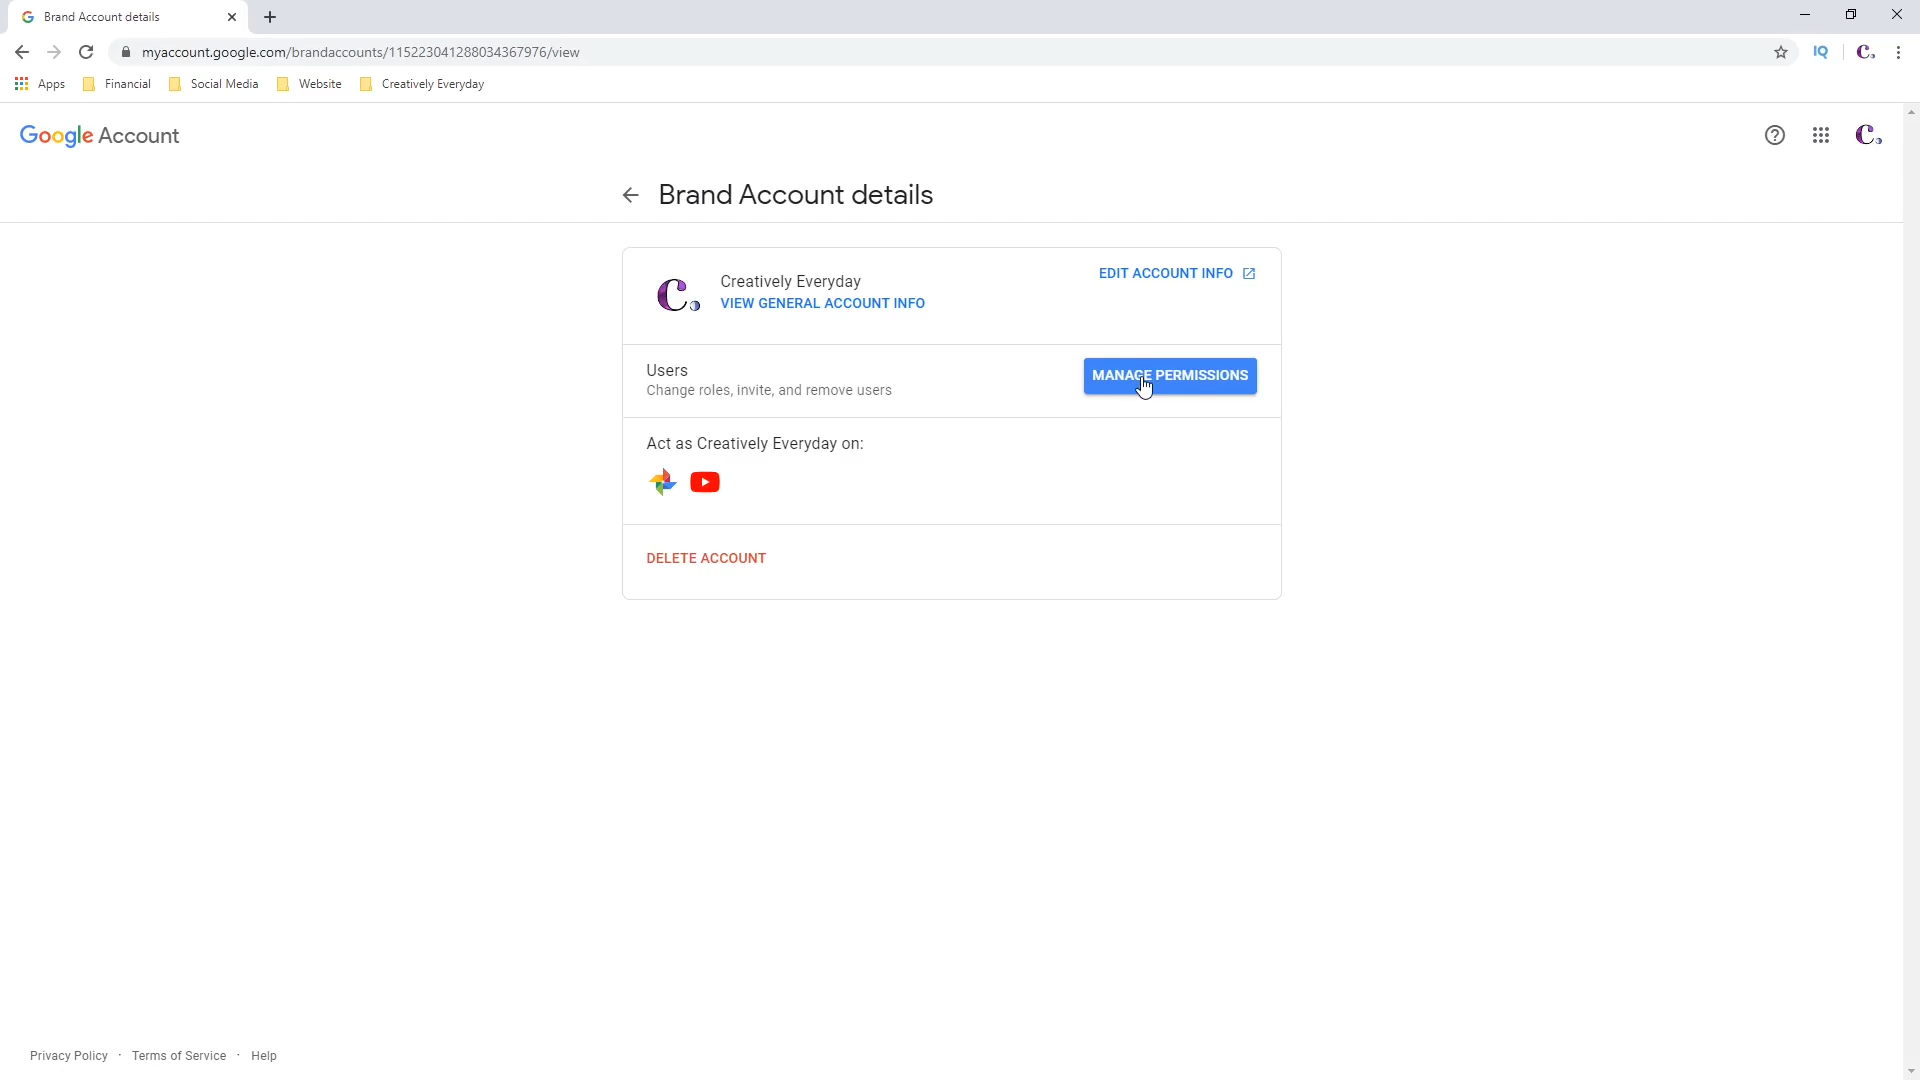 Brand Account details
myaccount.google.com/brandaccounts/115223041288034367976/view
IQ
C.
Apps
Financial
Social Media
Website
Creatively Everyday
Google Account
C.
Brand Account details
C.
Creatively Everyday
VIEW GENERAL ACCOUNT INFO
EDIT ACCOUNT INFO
Users
Change roles, invite, and remove users
MANAGE PERMISSIONS
Act as Creatively Everyday on:
DELETE ACCOUNT
Privacy Policy · Terms of Service · Help